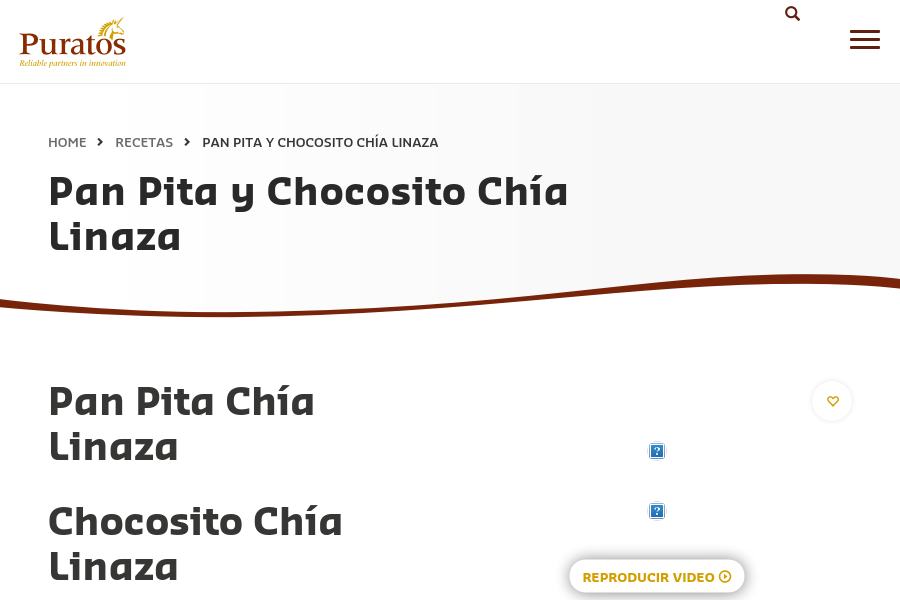 Puratos
Reliable partners in innovation
HOME > RECETAS > PAN PITA Y CHOCOSITO CHÍA LINAZA
Pan Pita y Chocosito Chía
Linaza
Pan Pita Chía
Linaza
Chocosito Chía
Linaza
REPRODUCIR VIDEO